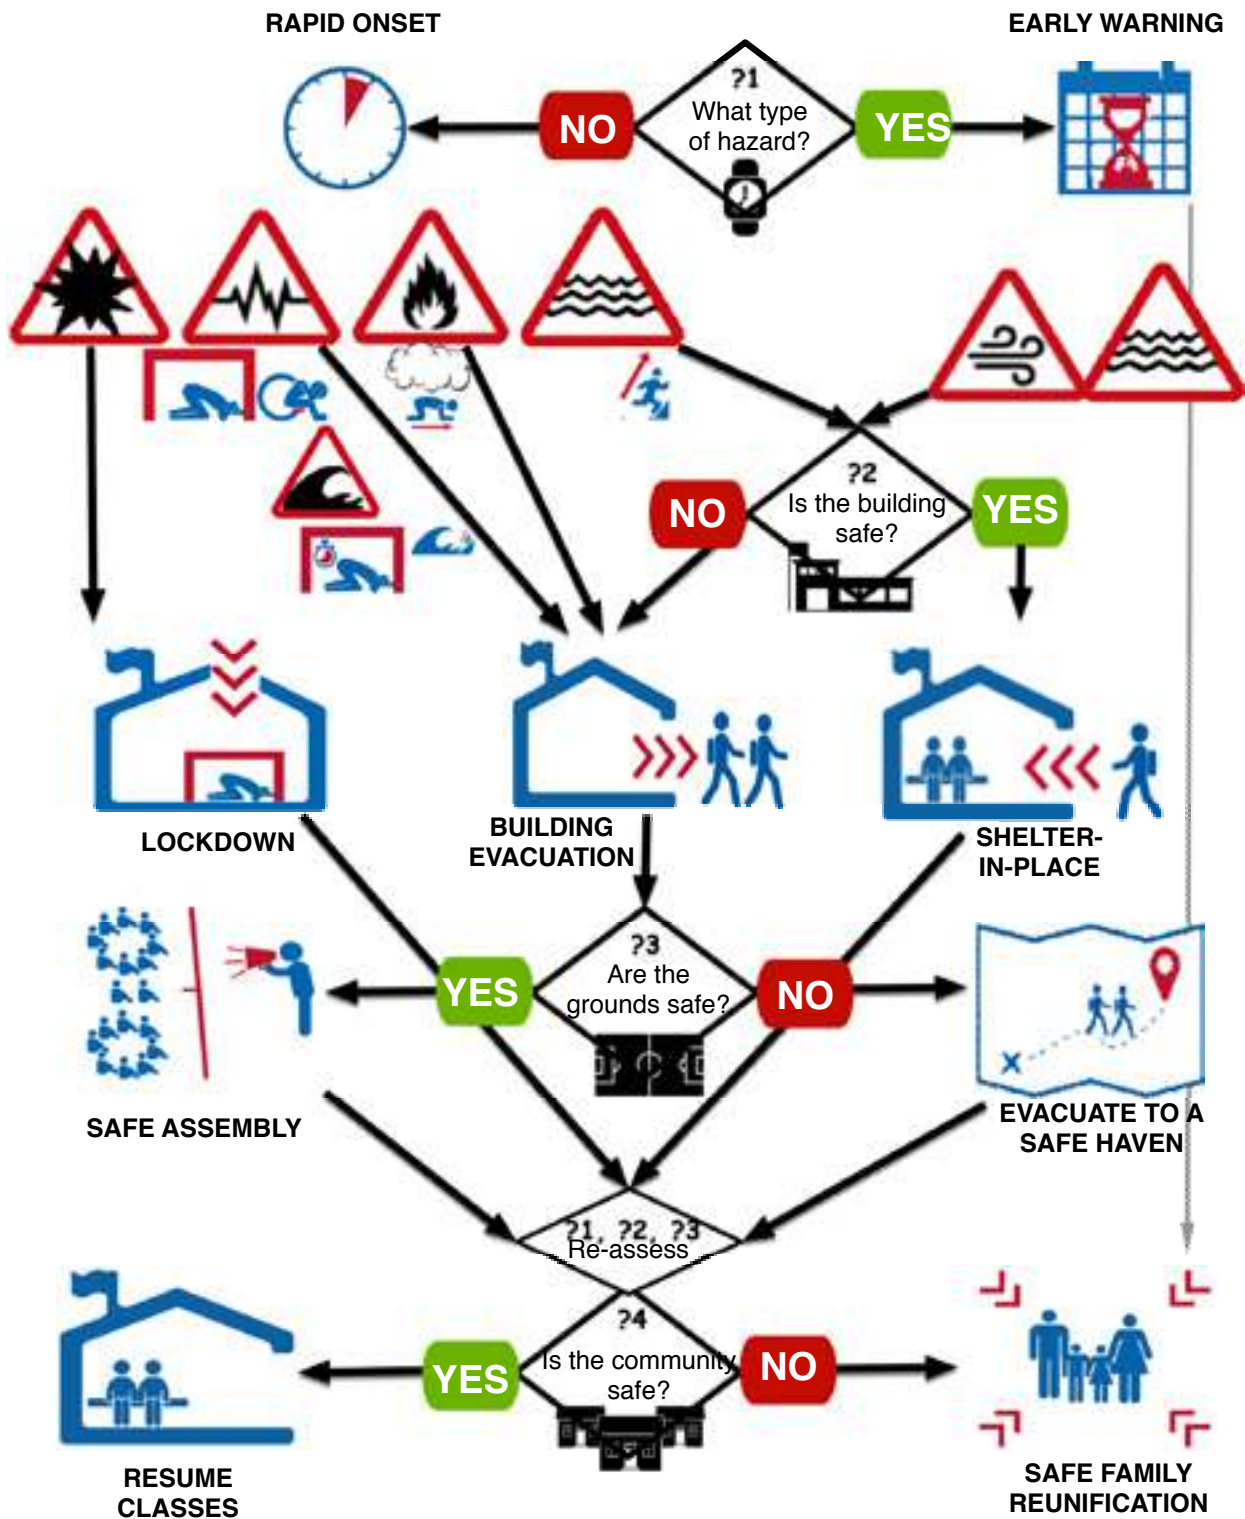 RAPID ONSET
EARLY WARNING
?1
What type
of hazard?
NO
YES
?2
Is the building
safe?
NO
YES
LOCKDOWN
BUILDING
EVACUATION
SHELTER-
IN-PLACE
?3
Are the
grounds safe?
YES
NO
SAFE ASSEMBLY
EVACUATE TO A
SAFE HAVEN
?1, ?2, ?3
Re-assess
?4
Is the community
safe?
YES
NO
RESUME
CLASSES
SAFE FAMILY
REUNIFICATION